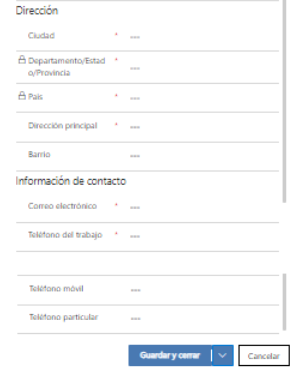 Dirección
Ciudad * ---
Departamento/Estad * ---
o/Provincia
País * ---
Dirección principal * ---
Barrio ---
Información de contacto
Correo electrónico * ---
Teléfono del trabajo * ---
Teléfono móvil ---
Teléfono particular ---
Guardar y cerrar Cancelar